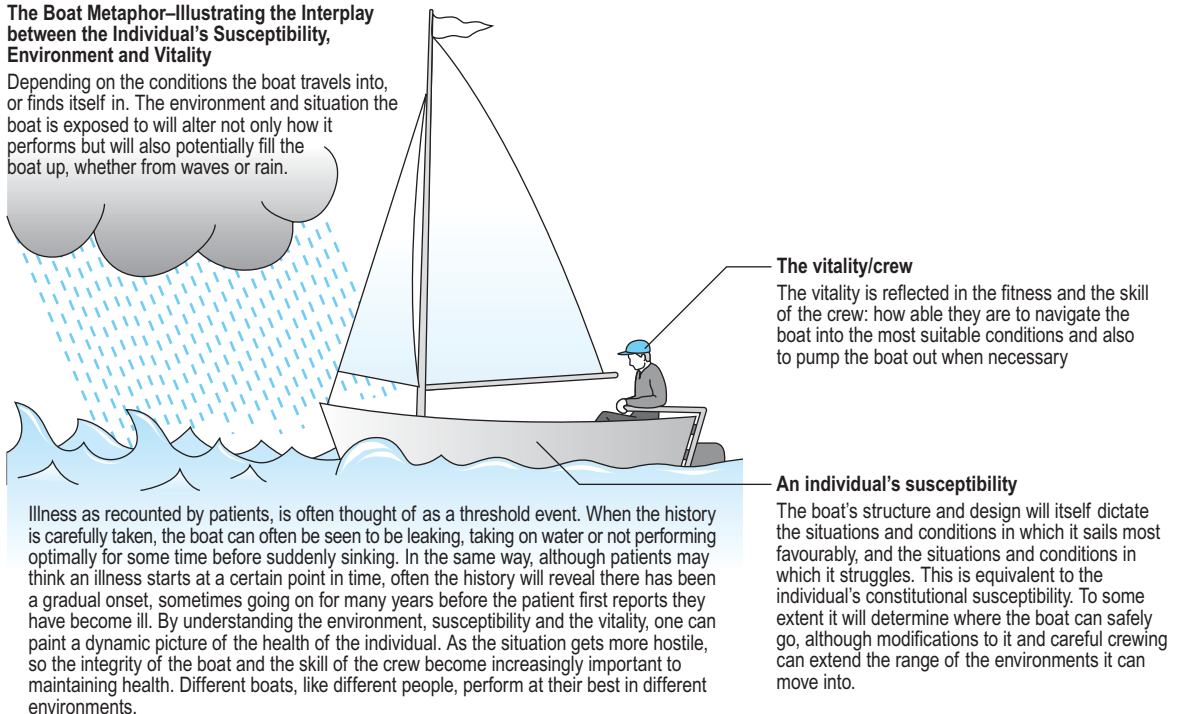 The Boat Metaphor–Illustrating the Interplay
between the Individual's Susceptibility,
Environment and Vitality
Depending on the conditions the boat travels into,
or finds itself in. The environment and situation the
boat is exposed to will alter not only how it
performs but will also potentially fill the
boat up, whether from waves or rain.
The vitality/crew
The vitality is reflected in the fitness and the skill
of the crew: how able they are to navigate the
boat into the most suitable conditions and also
to pump the boat out when necessary
An individual's susceptibility
The boat's structure and design will itself dictate
the situations and conditions in which it sails most
favourably, and the situations and conditions in
which it struggles. This is equivalent to the
individual's constitutional susceptibility. To some
extent it will determine where the boat can safely
go, although modifications to it and careful crewing
can extend the range of the environments it can
move into.
Illness as recounted by patients, is often thought of as a threshold event. When the history
is carefully taken, the boat can often be seen to be leaking, taking on water or not performing
optimally for some time before suddenly sinking. In the same way, although patients may
think an illness starts at a certain point in time, often the history will reveal there has been
a gradual onset, sometimes going on for many years before the patient first reports they
have become ill. By understanding the environment, susceptibility and the vitality, one can
paint a dynamic picture of the health of the individual. As the situation gets more hostile,
so the integrity of the boat and the skill of the crew become increasingly important to
maintaining health. Different boats, like different people, perform at their best in different
environments.